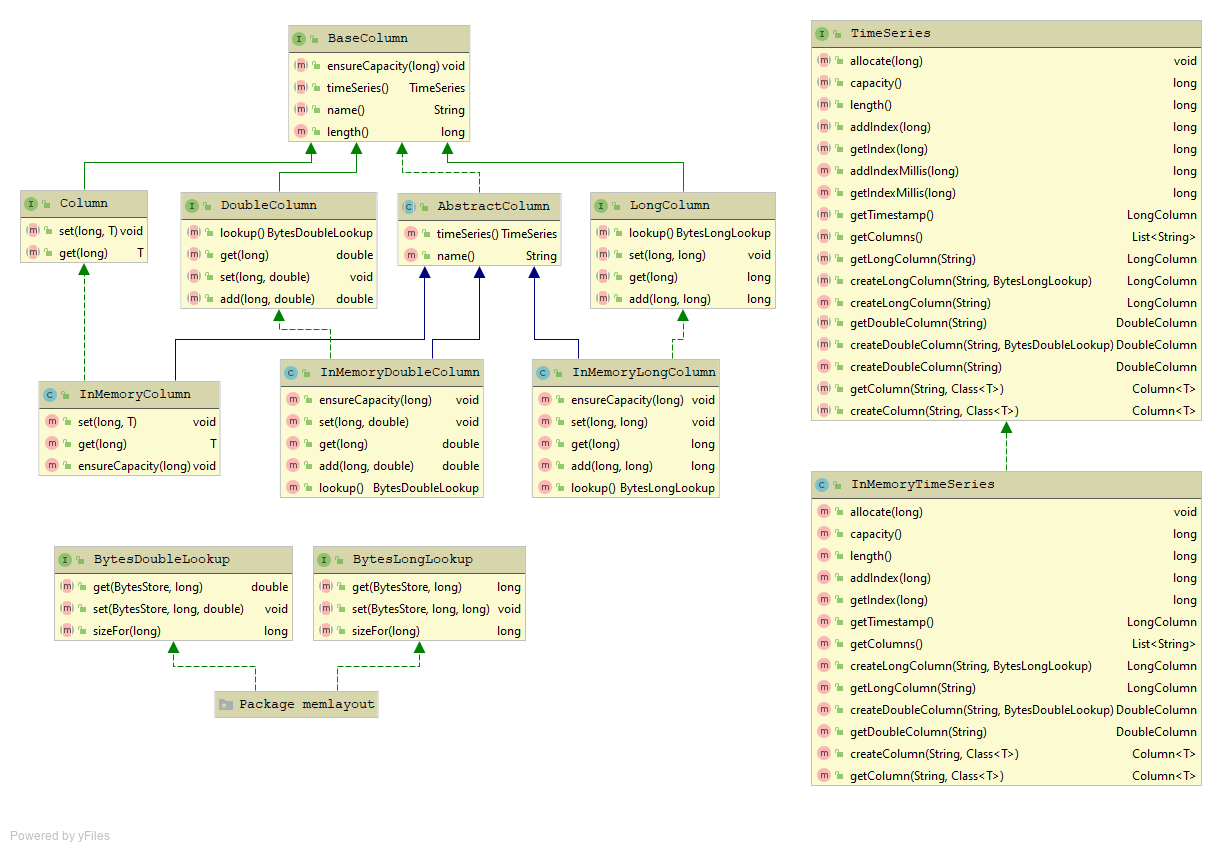 BaseColumn
ensureCapacity(long) void
timeSeries() TimeSeries
name() String
length() long
Column
set(long, T) void
get(long) T
DoubleColumn
lookup() BytesDoubleLookup
get(long) double
set(long, double) void
add(long, double) double
AbstractColumn
timeSeries() TimeSeries
name() String
LongColumn
lookup() BytesLongLookup
set(long, long) void
get(long) long
add(long, long) long
InMemoryColumn
set(long, T) void
get(long) T
ensureCapacity(long) void
InMemoryDoubleColumn
ensureCapacity(long) void
set(long, double) void
get(long) double
add(long, double) double
lookup() BytesDoubleLookup
InMemoryLongColumn
ensureCapacity(long) void
set(long, long) void
get(long) long
add(long, long) long
lookup() BytesLongLookup
BytesDoubleLookup
get(BytesStore, long) double
set(BytesStore, long, double) void
sizeFor(long) long
BytesLongLookup
get(BytesStore, long) long
set(BytesStore, long, long) void
sizeFor(long) long
Package memlayout
TimeSeries
allocate(long) void
capacity() long
length() long
addIndex(long) long
getIndex(long) long
addIndexMillis(long) long
getIndexMillis(long) long
getTimestamp() LongColumn
getColumns() List<String>
getLongColumn(String) LongColumn
createLongColumn(String, BytesLongLookup) LongColumn
createLongColumn(String) LongColumn
getDoubleColumn(String) DoubleColumn
createDoubleColumn(String, BytesDoubleLookup) DoubleColumn
createDoubleColumn(String) DoubleColumn
getColumn(String, Class<T>) Column<T>
createColumn(String, Class<T>) Column<T>
InMemoryTimeSeries
allocate(long) void
capacity() long
length() long
addIndex(long) long
getIndex(long) long
getTimestamp() LongColumn
getColumns() List<String>
createLongColumn(String, BytesLongLookup) LongColumn
getLongColumn(String) LongColumn
createDoubleColumn(String, BytesDoubleLookup) DoubleColumn
getDoubleColumn(String) DoubleColumn
createColumn(String, Class<T>) Column<T>
getColumn(String, Class<T>) Column<T>
Powered by yFiles